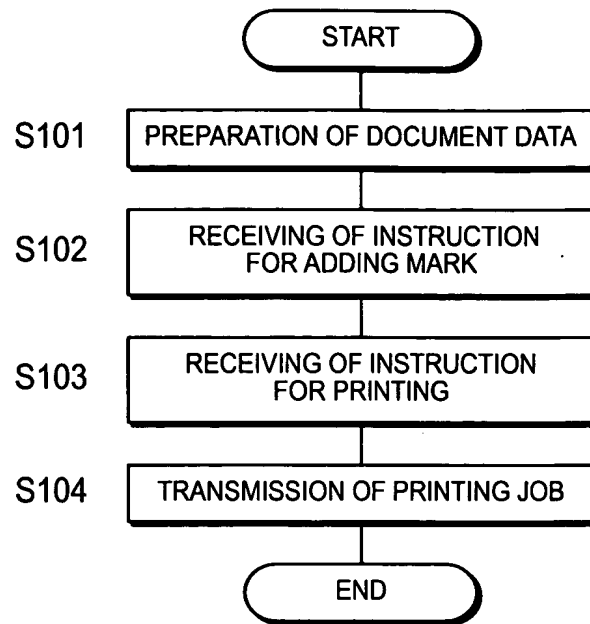 START
S101 PREPARATION OF DOCUMENT DATA
S102 RECEIVING OF INSTRUCTION
FOR ADDING MARK
S103 RECEIVING OF INSTRUCTION
FOR PRINTING
S104 TRANSMISSION OF PRINTING JOB
END